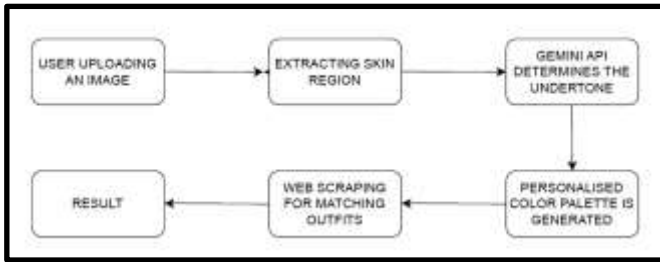 USER UPLOADING
AN IMAGE
EXTRACTING SKIN
REGION
GEMINI API
DETERMINES THE
UNDERTONE
PERSONALISED
COLOR PALETTE IS
GENERATED
WEB SCRAPING
FOR MATCHING
OUTFITS
RESULT